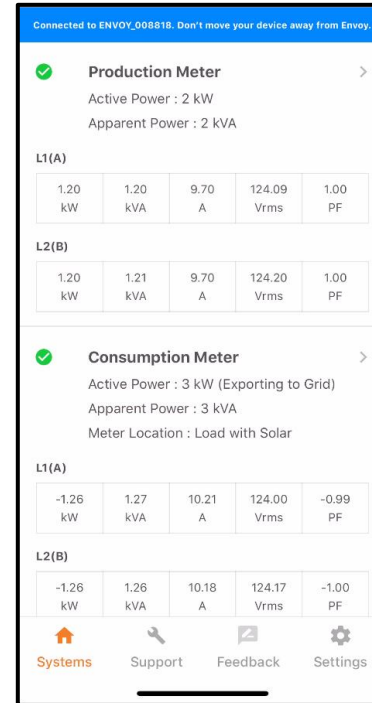 Connected to ENVOY_008818. Don't move your device away from Envoy.
Production Meter
Active Power : 2 kW
Apparent Power : 2 kVA
L1(A)
1.20 1.20 9.70 124.09 1.00
kW kVA A Vrms PF
L2(B)
1.20 1.21 9.70 124.20 1.00
kW kVA A Vrms PF
Consumption Meter
Active Power : 3 kW (Exporting to Grid)
Apparent Power : 3 kVA
Meter Location : Load with Solar
L1(A)
-1.26 1.27 10.21 124.00 -0.99
kW kVA A Vrms PF
L2(B)
-1.26 1.26 10.18 124.17 -1.00
kW kVA A Vrms PF
Systems Support Feedback Settings